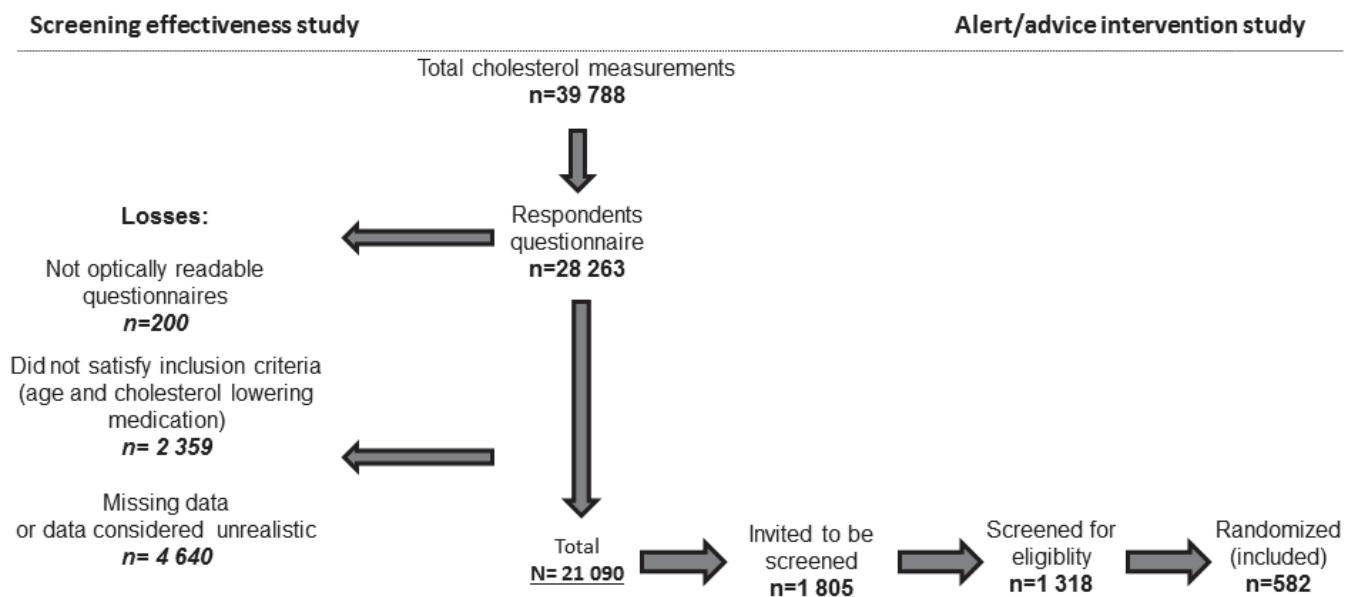 Screening effectiveness study
Alert/advice intervention study
Total cholesterol measurements
n=39 788
Respondents
questionnaire
n=28 263
Losses:
Not optically readable
questionnaires
n=200
Did not satisfy inclusion criteria
(age and cholesterol lowering
medication)
n= 2 359
Missing data
or data considered unrealistic
n= 4 640
Total
N= 21 090
Invited to be
screened
n=1 805
Screened for
eligiblity
n=1 318
Randomized
(included)
n=582